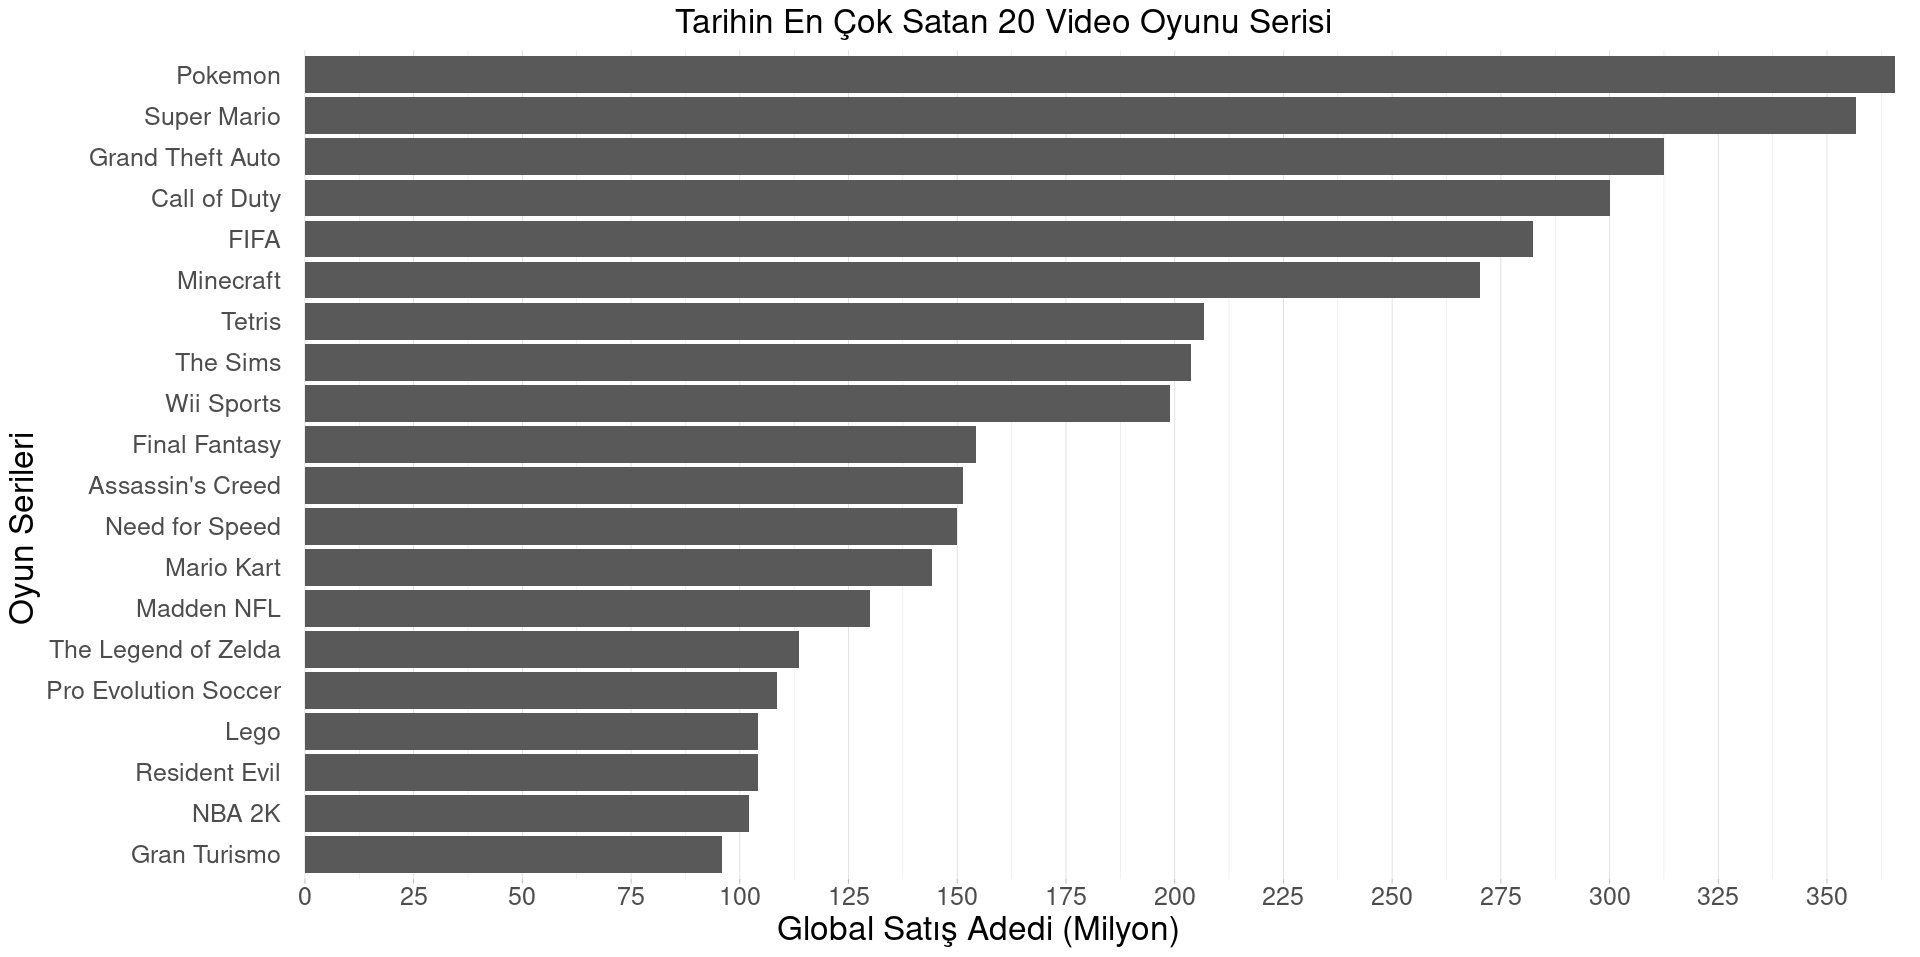 Tarihin En Çok Satan 20 Video Oyunu Serisi
Oyun Serileri
Pokemon
Super Mario
Grand Theft Auto
Call of Duty
FIFA
Minecraft
Tetris
The Sims
Wii Sports
Final Fantasy
Assassin's Creed
Need for Speed
Mario Kart
Madden NFL
The Legend of Zelda
Pro Evolution Soccer
Lego
Resident Evil
NBA 2K
Gran Turismo
0 25 50 75 100 125 150 175 200 225 250 275 300 325 350
Global Satış Adedi (Milyon)